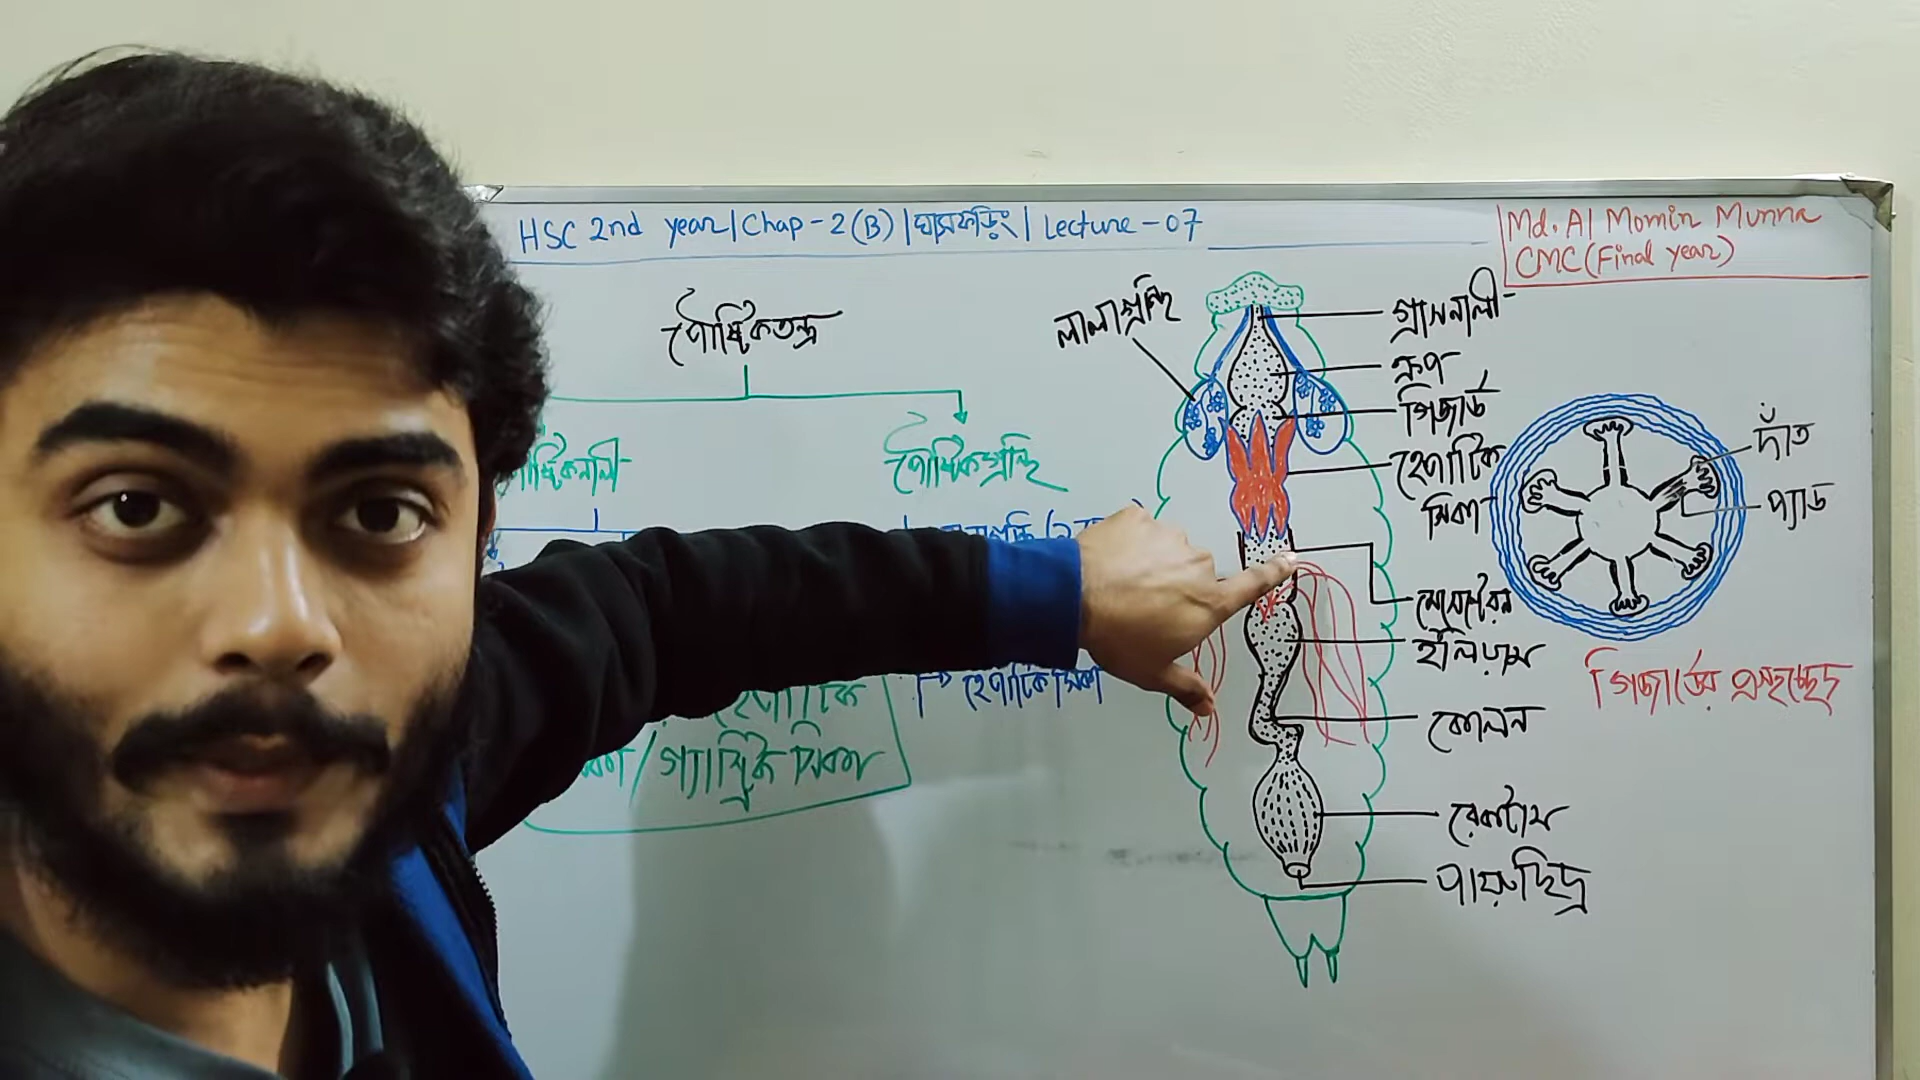 HSC 2nd year|Chap-2(B)|ঘাসফড়িং|Lecture-07
Md. Al Momin Munna
CMC(Final year)
পৌষ্টিকতন্ত্র
পৌষ্টিকগ্রন্থি
হেপাটিক সিকা
হেপাটিক
/গ্যাস্ট্রিক সিকা
লালাগ্রন্থি
গ্রাসনালী
ক্রপ
গিজার্ড
হেপাটিক
সিকা
মেসেন্টেরন
ইলিয়াম
কোলন
রেকটাম
পায়ুছিদ্র
দাঁত
প্যাড
গিজার্ডের প্রস্থচ্ছেদ